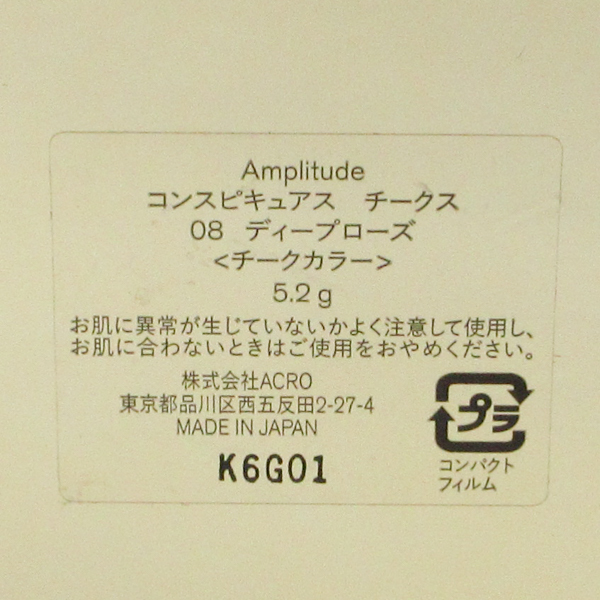 Amplitude
コンスピキュアス　チークス
08　ディープローズ
<チークカラー>
5.2 g
お肌に異常が生じていないかよく注意して使用し、
お肌に合わないときはご使用をおやめください。
株式会社ACRO
東京都品川区西五反田2-27-4
MADE IN JAPAN
K6G01
プラ
コンパクト
フィルム